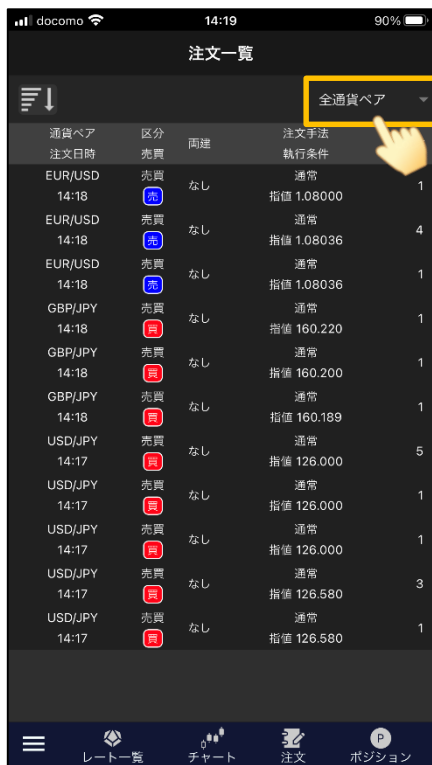 docomo 14:19 90%
注文一覧
全通貨ペア
通貨ペア 区分 両建 注文手法
注文日時 売買 執行条件
EUR/USD 売買 なし 通常 1
14:18 売 指値 1.08000
EUR/USD 売買 なし 通常 4
14:18 売 指値 1.08036
EUR/USD 売買 なし 通常 1
14:18 売 指値 1.08036
GBP/JPY 売買 なし 通常 1
14:18 買 指値 160.220
GBP/JPY 売買 なし 通常 1
14:18 買 指値 160.200
GBP/JPY 売買 なし 通常 1
14:18 買 指値 160.189
USD/JPY 売買 なし 通常 5
14:17 買 指値 126.000
USD/JPY 売買 なし 通常 1
14:17 買 指値 126.000
USD/JPY 売買 なし 通常 1
14:17 買 指値 126.000
USD/JPY 売買 なし 通常 3
14:17 買 指値 126.580
USD/JPY 売買 なし 通常 1
14:17 買 指値 126.580
レート一覧 チャート 注文 P ポジション